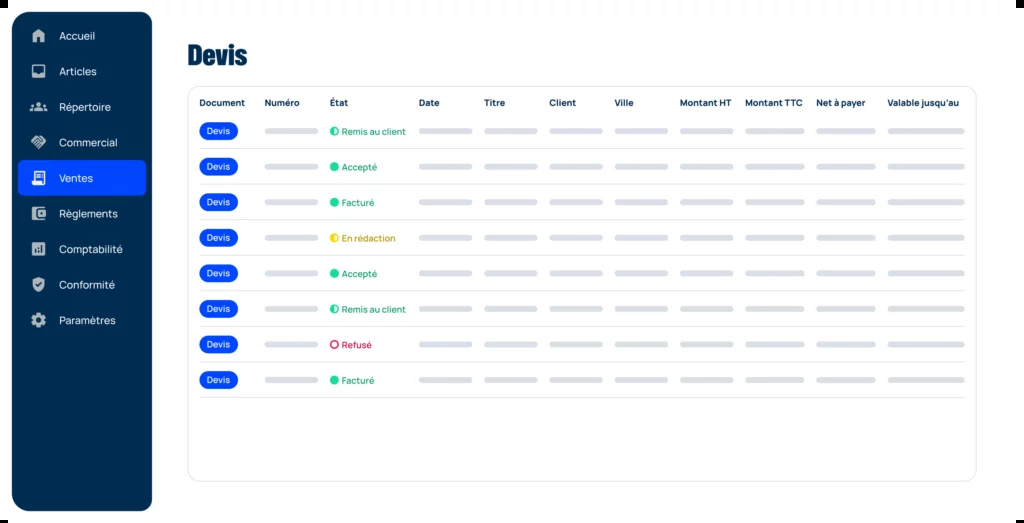 Accueil
Articles
Répertoire
Commercial
Ventes
Règlements
Comptabilité
Conformité
Paramètres
Devis
Document Numéro État Date Titre Client Ville Montant HT Montant TTC Net à payer Valable jusqu'au
Devis Remis au client
Devis Accepté
Devis Facturé
Devis En rédaction
Devis Accepté
Devis Remis au client
Devis Refusé
Devis Facturé